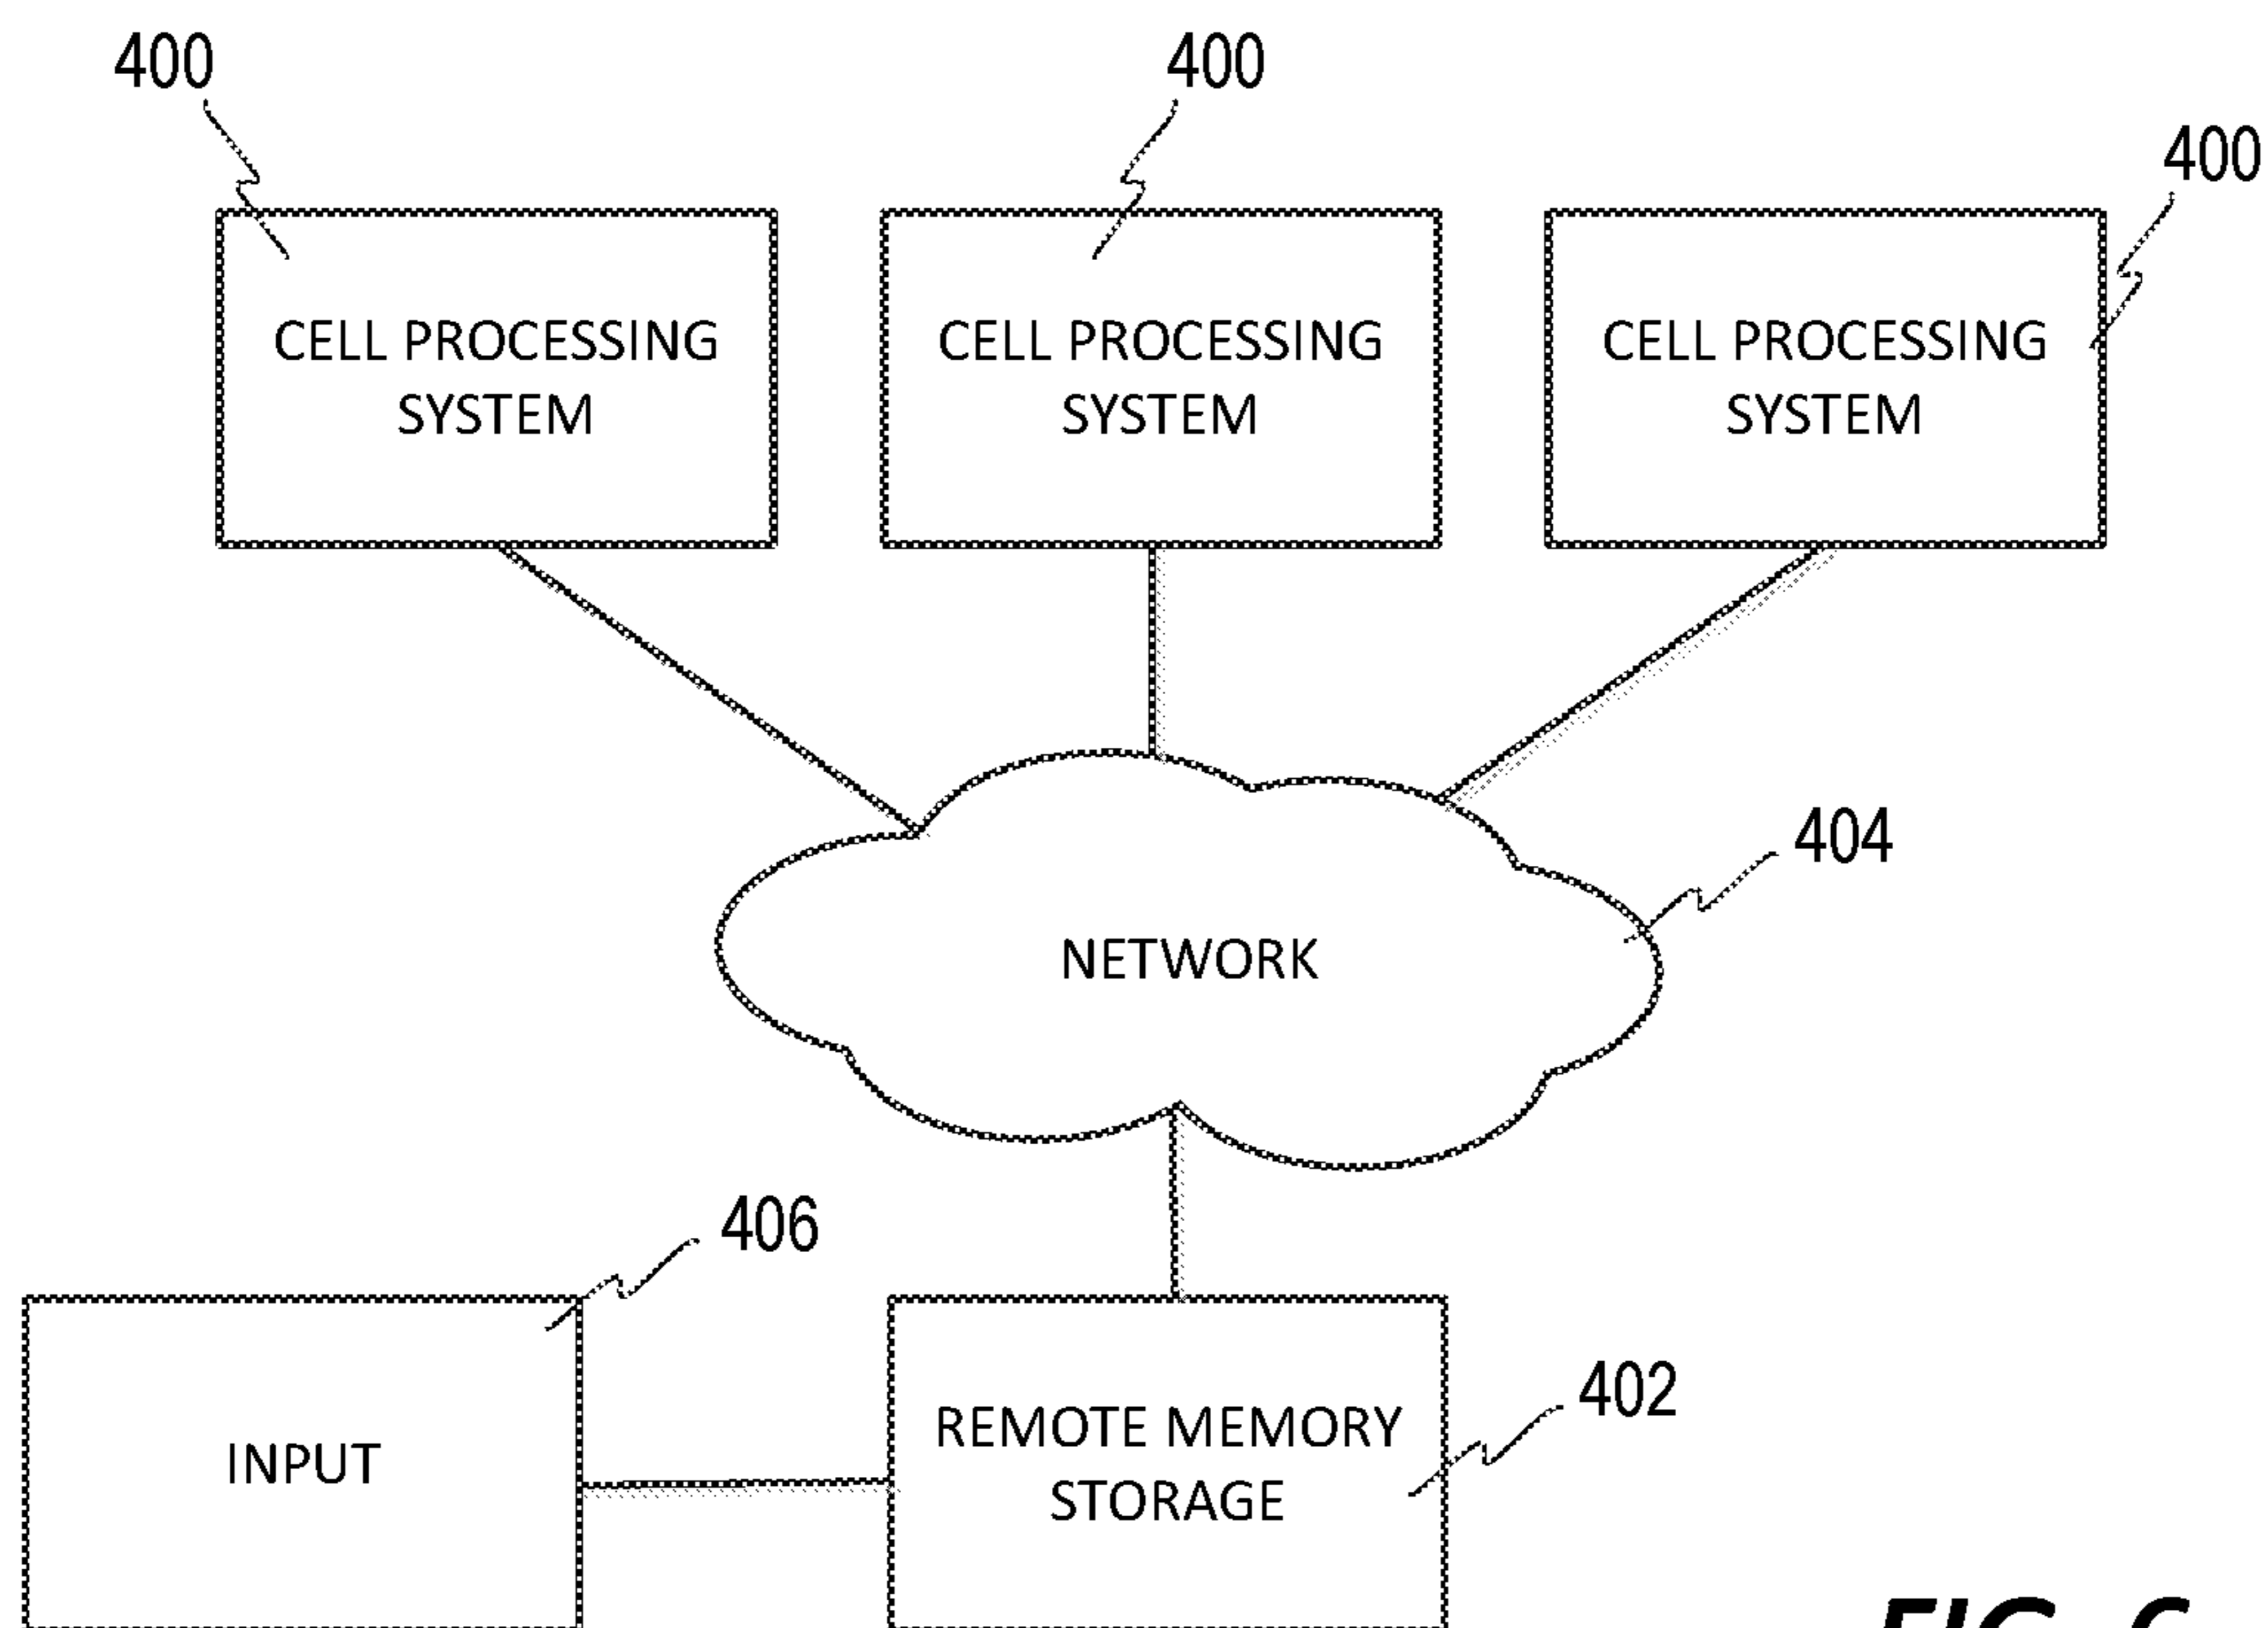 400
400
400
CELL PROCESSING
SYSTEM
CELL PROCESSING
SYSTEM
CELL PROCESSING
SYSTEM
404
NETWORK
406
402
INPUT
REMOTE MEMORY
STORAGE
FIG.